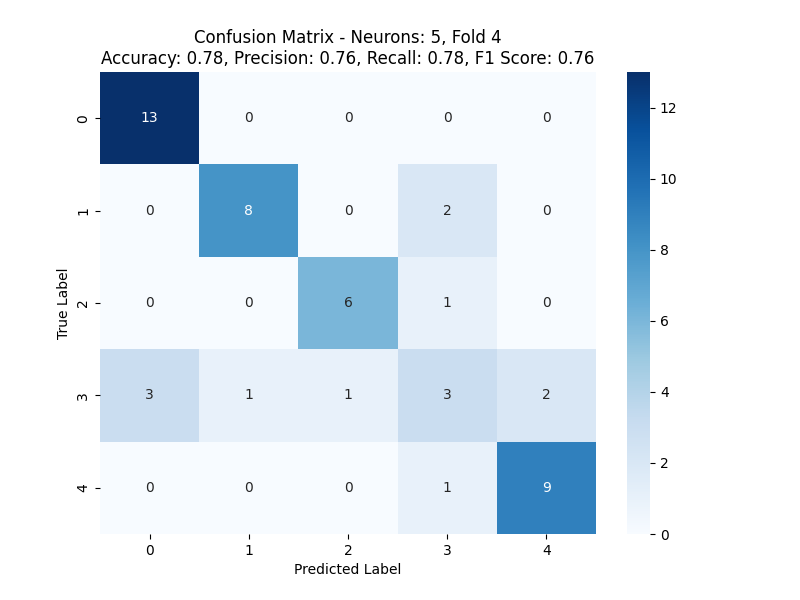 Confusion Matrix - Neurons: 5, Fold 4
Accuracy: 0.78, Precision: 0.76, Recall: 0.78, F1 Score: 0.76
True Label
0 13 0 0 0 0
1 0 8 0 2 0
2 0 0 6 1 0
3 3 1 1 3 2
4 0 0 0 1 9
0 1 2 3 4
Predicted Label
12
10
8
6
4
2
0